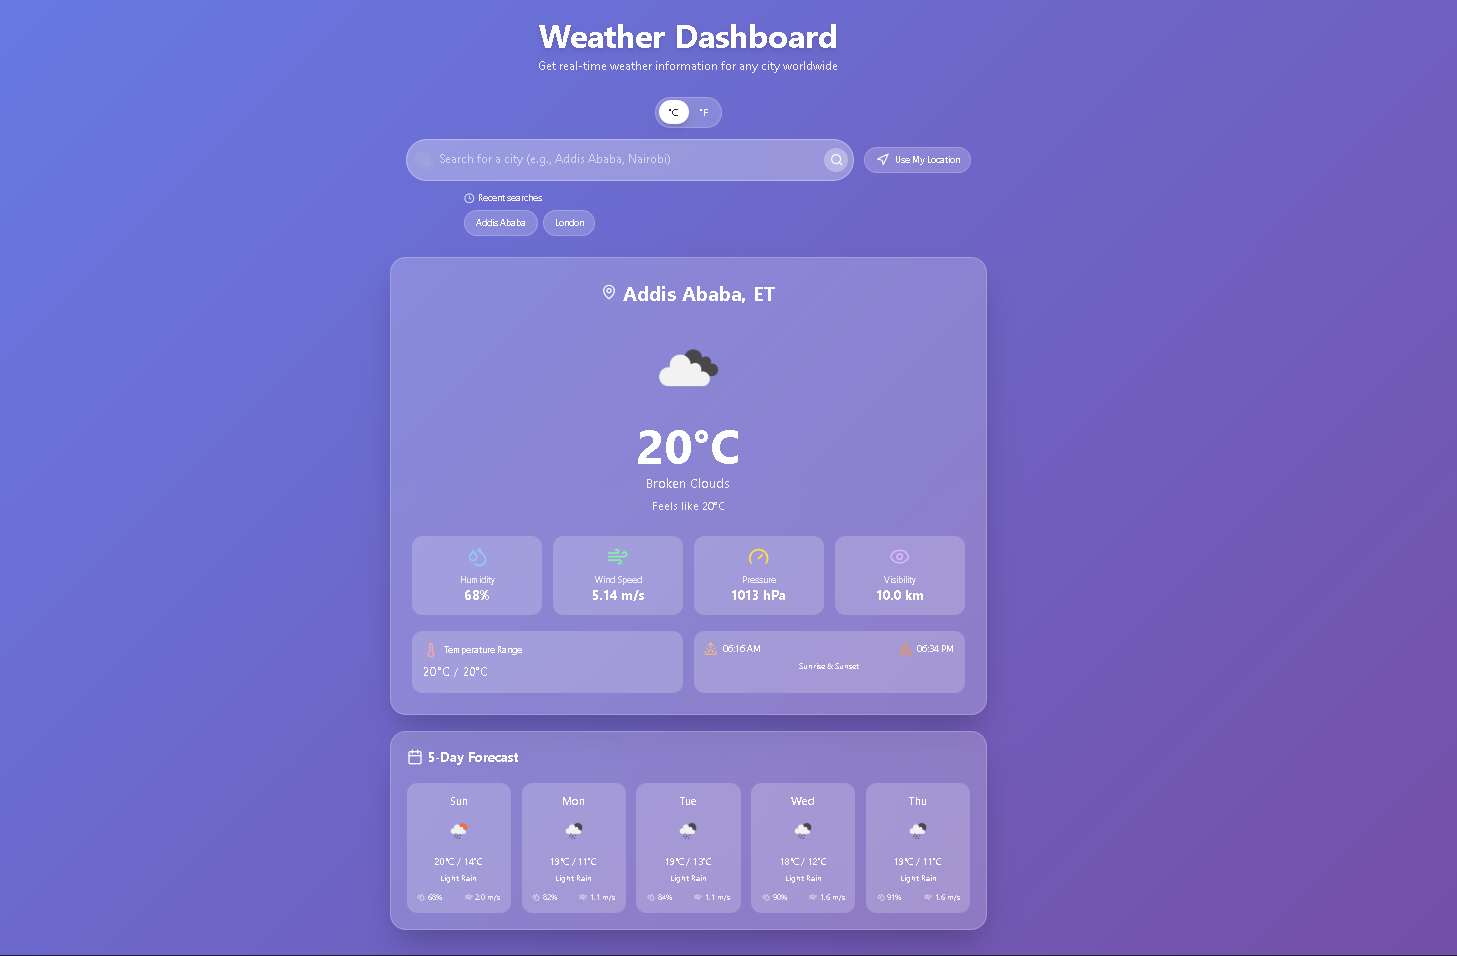 Weather Dashboard
Get real-time weather information for any city worldwide
°C °F
Search for a city (e.g., Addis Ababa, Nairobi)
Use My Location
Recent searches
Addis Ababa London
Addis Ababa, ET
20°C
Broken Clouds
Feels like 20°C
Humidity Wind Speed Pressure Visibility
68% 5.14 m/s 1013 hPa 10.0 km
Temperature Range
20°C / 20°C
06:16 AM 06:34 PM
Sunrise & Sunset
5-Day Forecast
Sun Mon Tue Wed Thu
20°C / 14°C 19°C / 11°C 19°C / 13°C 18°C / 12°C 19°C / 11°C
Light Rain Light Rain Light Rain Light Rain Light Rain
68% 2.0 m/s 82% 1.1 m/s 84% 1.1 m/s 90% 1.6 m/s 91% 1.6 m/s